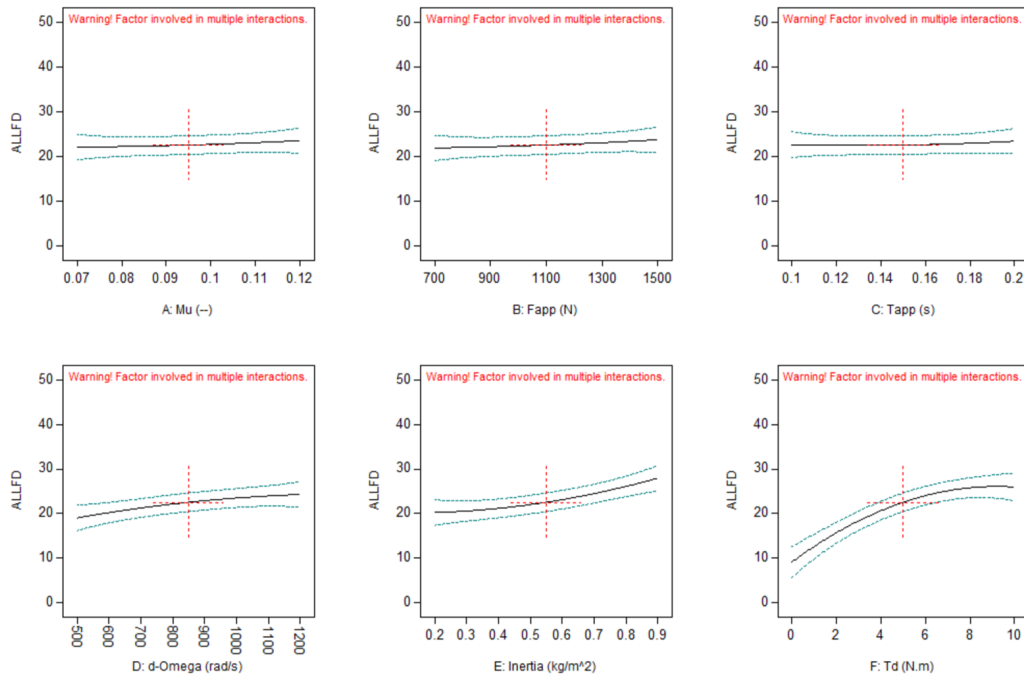 Warning! Factor involved in multiple interactions.
50
40
30
20
10
0
ALLFD
0.07 0.08 0.09 0.1 0.11 0.12
A: Mu (--)
Warning! Factor involved in multiple interactions.
50
40
30
20
10
0
ALLFD
700 900 1100 1300 1500
B: Fapp (N)
Warning! Factor involved in multiple interactions.
50
40
30
20
10
0
ALLFD
0.1 0.12 0.14 0.16 0.18 0.2
C: Tapp (s)
Warning! Factor involved in multiple interactions.
50
40
30
20
10
0
ALLFD
500 600 700 800 900 1000 1100 1200
D: d-Omega (rad/s)
Warning! Factor involved in multiple interactions.
50
40
30
20
10
0
ALLFD
0.2 0.3 0.4 0.5 0.6 0.7 0.8 0.9
E: Inertia (kg/m^2)
Warning! Factor involved in multiple interactions.
50
40
30
20
10
0
ALLFD
0 2 4 6 8 10
F: Td (N.m)